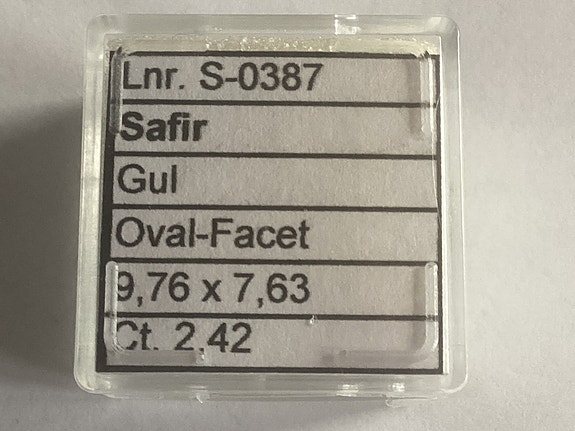 Lnr. S-0387
Safir
Gul
Oval-Facet
9,76 x 7,63
Ct. 2.42